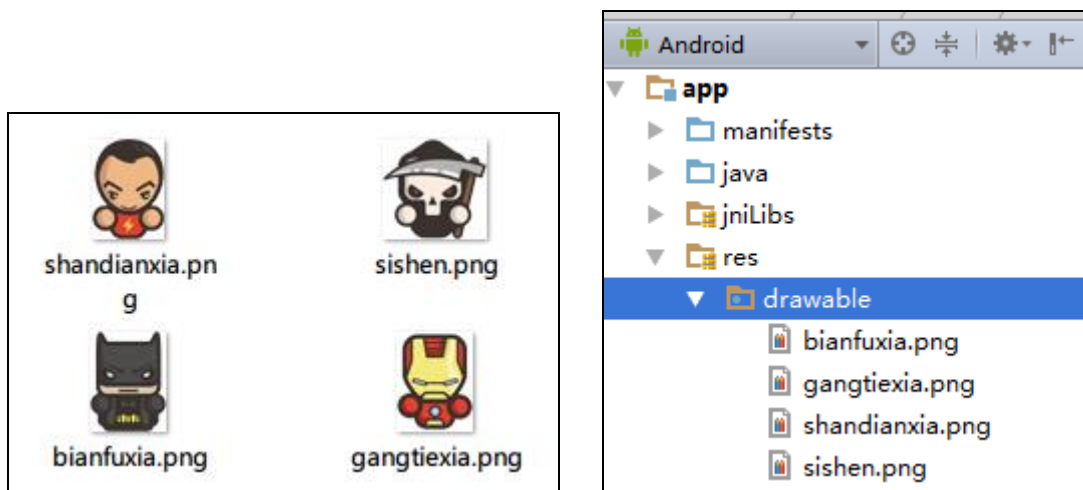 shandianxia.pn
g
sishen.png
bianfuxia.png
gangtiexia.png
Android
app
manifests
java
jniLibs
res
drawable
bianfuxia.png
gangtiexia.png
shandianxia.png
sishen.png